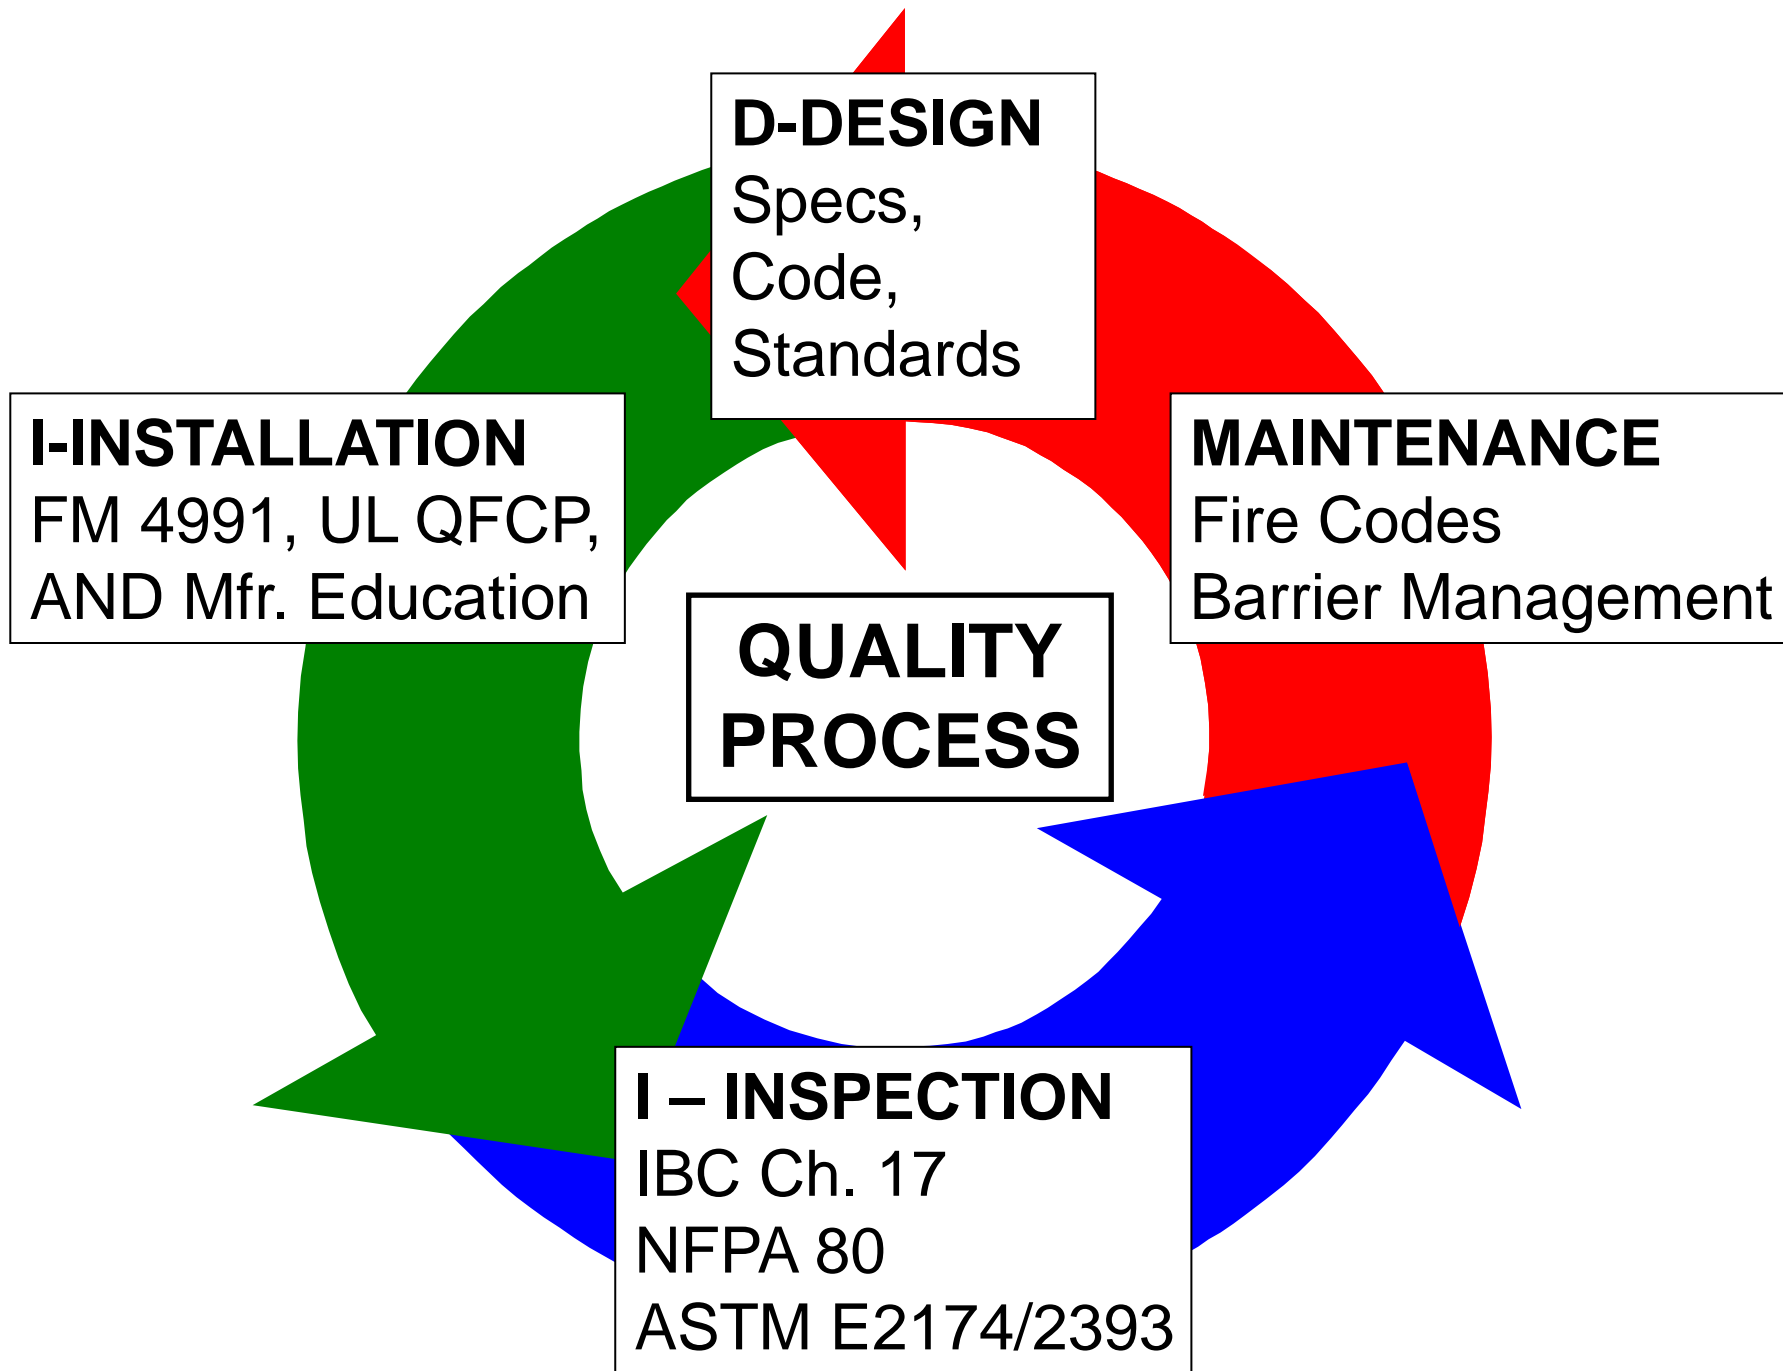 D-DESIGN
Specs,
Code,
Standards
I-INSTALLATION
FM 4991, UL QFCP,
AND Mfr. Education
MAINTENANCE
Fire Codes
Barrier Management
QUALITY
PROCESS
I – INSPECTION
IBC Ch. 17
NFPA 80
ASTM E2174/2393